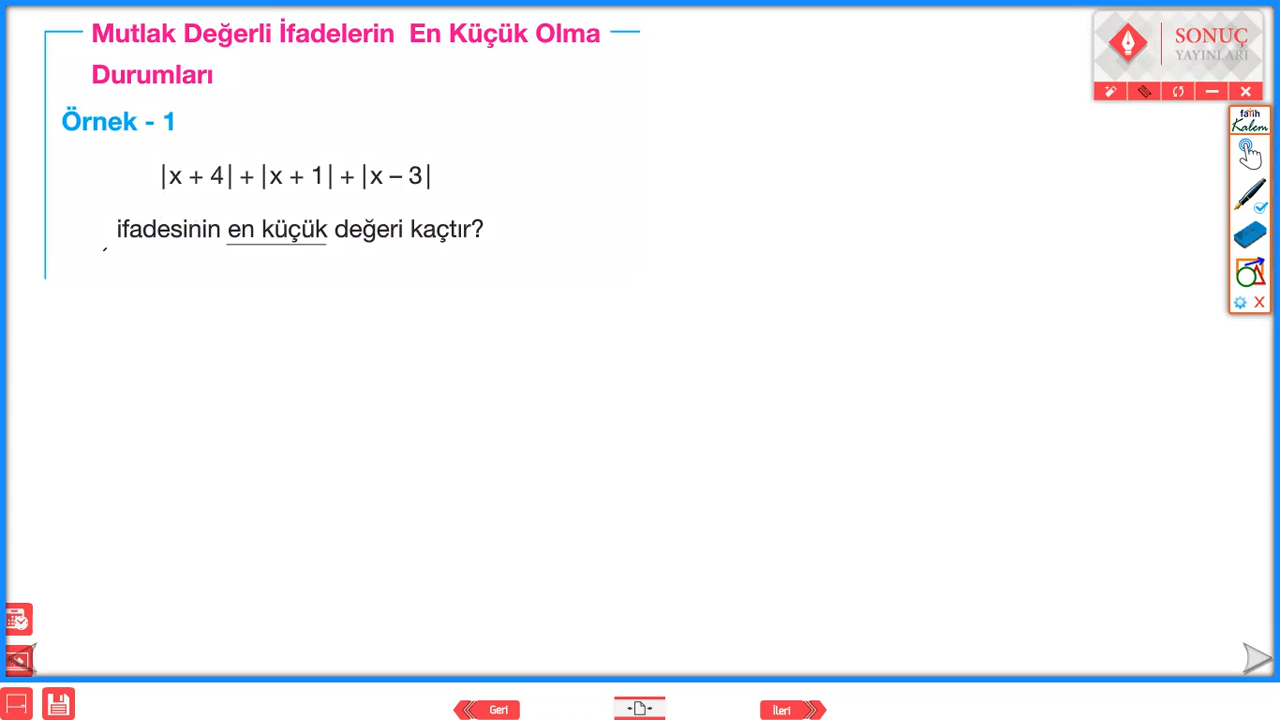 Mutlak Değerli İfadelerin En Küçük Olma
Durumları
Örnek - 1
|x + 4| + |x + 1| + |x – 3|
ifadesinin en küçük değeri kaçtır?
SONUÇ
YAYINLARI
fatih
Kalem
Geri
İleri